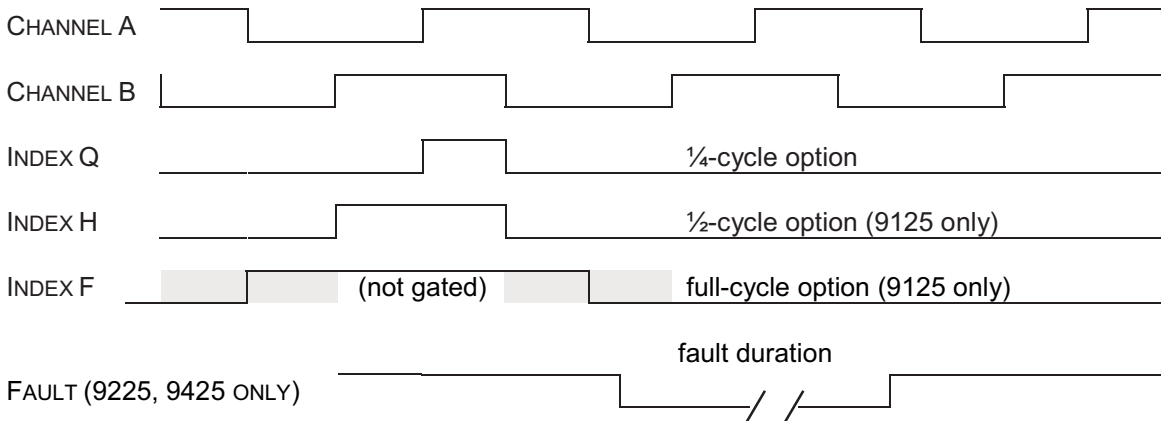 CHANNEL A
CHANNEL B
INDEX Q ¼-cycle option
INDEX H ½-cycle option (9125 only)
INDEX F (not gated) full-cycle option (9125 only)
fault duration
FAULT (9225, 9425 ONLY)